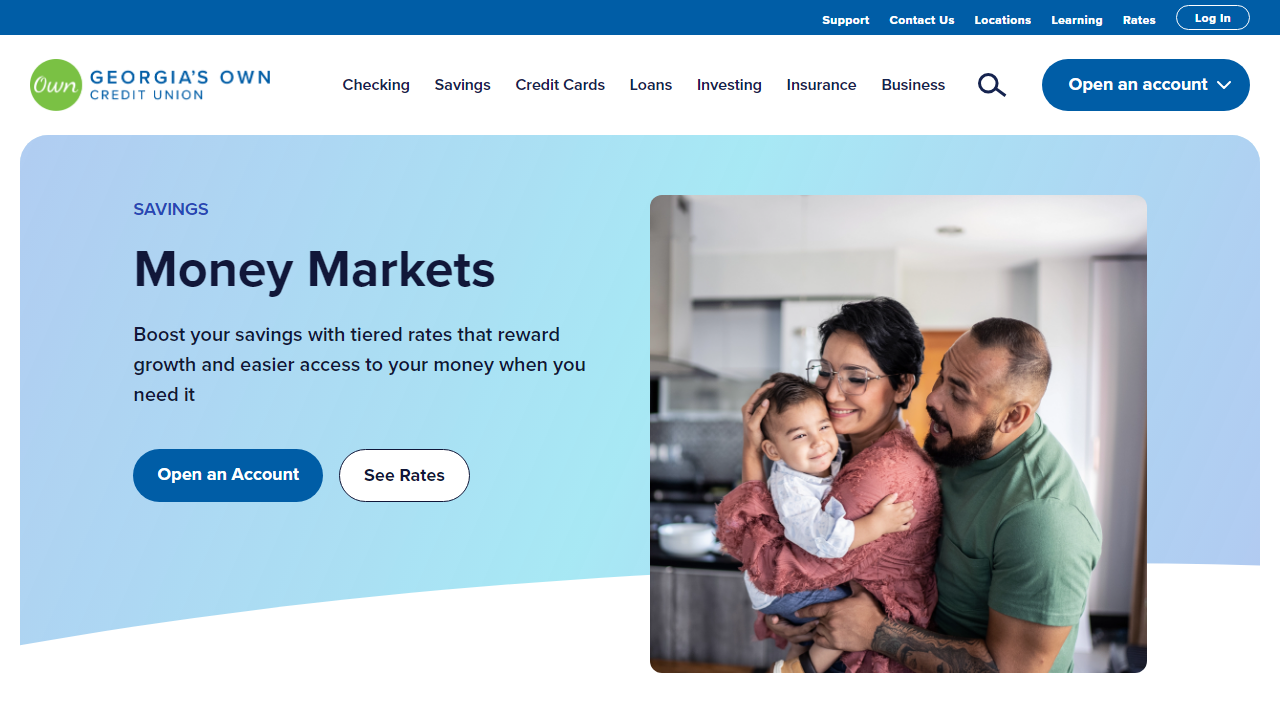 Support Contact Us Locations Learning Rates Log In
Own GEORGIA'S OWN
CREDIT UNION
Checking Savings Credit Cards Loans Investing Insurance Business Open an account
SAVINGS
Money Markets
Boost your savings with tiered rates that reward
growth and easier access to your money when you
need it
Open an Account See Rates